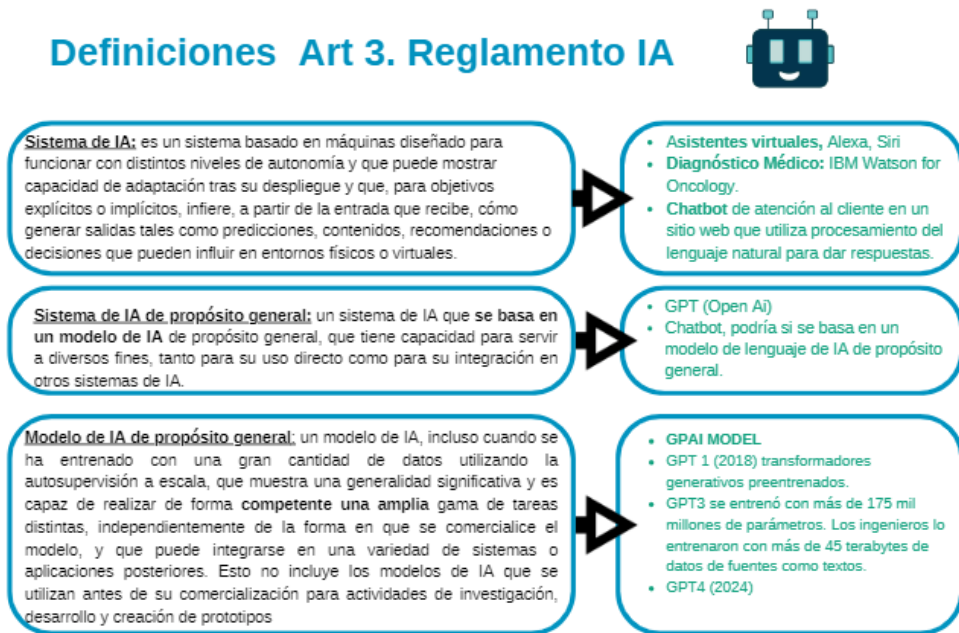 Definiciones Art 3. Reglamento IA
Sistema de IA: es un sistema basado en máquinas diseñado para
funcionar con distintos niveles de autonomía y que puede mostrar
capacidad de adaptación tras su despliegue y que, para objetivos
explícitos o implícitos, infiere, a partir de la entrada que recibe, cómo
generar salidas tales como predicciones, contenidos, recomendaciones o
decisiones que pueden influir en entornos físicos o virtuales.
• Asistentes virtuales, Alexa, Siri
• Diagnóstico Médico: IBM Watson for
Oncology.
• Chatbot de atención al cliente en un
sitio web que utiliza procesamiento del
lenguaje natural para dar respuestas.
Sistema de IA de propósito general: un sistema de IA que se basa en
un modelo de IA de propósito general, que tiene capacidad para servir
a diversos fines, tanto para su uso directo como para su integración en
otros sistemas de IA.
• GPT (Open Ai)
• Chatbot, podría si se basa en un
modelo de lenguaje de IA de propósito
general.
Modelo de IA de propósito general: un modelo de IA, incluso cuando se
ha entrenado con una gran cantidad de datos utilizando la
autosupervisión a escala, que muestra una generalidad significativa y es
capaz de realizar de forma competente una amplia gama de tareas
distintas, independientemente de la forma en que se comercialice el
modelo, y que puede integrarse en una variedad de sistemas o
aplicaciones posteriores. Esto no incluye los modelos de IA que se
utilizan antes de su comercialización para actividades de investigación,
desarrollo y creación de prototipos
• GPAI MODEL
• GPT 1 (2018) transformadores
generativos preentrenados.
• GPT3 se entrenó con más de 175 mil
millones de parámetros. Los ingenieros lo
entrenaron con más de 45 terabytes de
datos de fuentes como textos.
• GPT4 (2024)